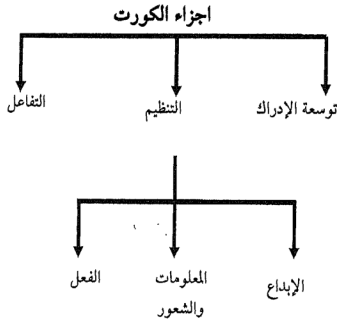 اجزاء الكورت
توسعة الإدراك
التنظيم
التفاعل
الإبداع
المعلومات
والشعور
الفعل